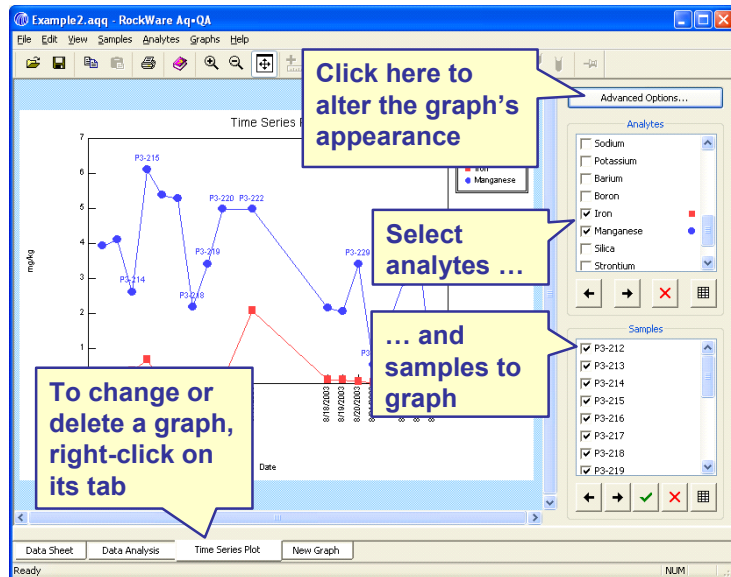 Example2.aqq - RockWare Aq•QA
File Edit View Samples Analytes Graphs Help
Click here to
alter the graph's
appearance
Advanced Options...
Time Series P
Analytes
Sodium
Potassium
Barium
Boron
Iron
Manganese
Silica
Strontium
Iron
Manganese
7
6
5
4
3
2
1
mg/kg
P3-215
P3-220
P3-222
P3-219
P3-214
P3-218
P3-229
Select
analytes …
… and
samples to
graph
Samples
P3-212
P3-213
P3-214
P3-215
P3-216
P3-217
P3-218
P3-219
To change or
delete a graph,
right-click on
its tab
8/18/2003
8/19/2003
8/20/2003
Date
Data Sheet
Data Analysis
Time Series Plot
New Graph
Ready
NUM